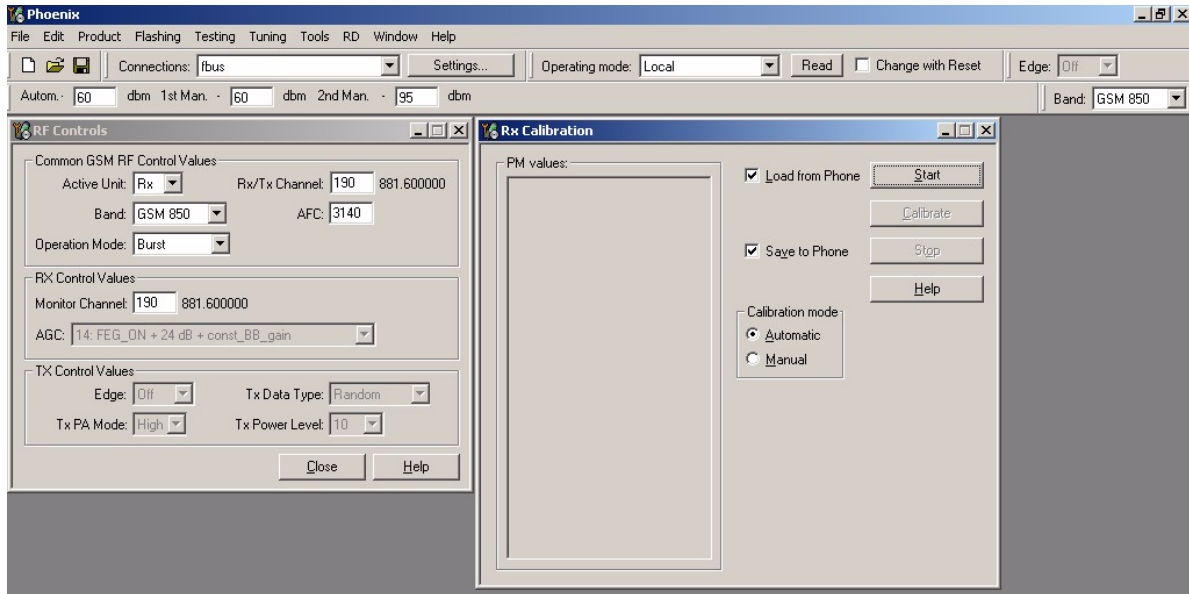 Phoenix
File Edit Product Flashing Testing Tuning Tools RD Window Help
Connections: fbus Settings... Operating mode: Local Read Change with Reset Edge: Off
Autom.- 60 dbm 1st Man. - 60 dbm 2nd Man. - 95 dbm Band: GSM 850
RF Controls
Common GSM RF Control Values
Active Unit: Rx Rx/Tx Channel: 190 881.600000
Band: GSM 850 AFC: 3140
Operation Mode: Burst
RX Control Values
Monitor Channel: 190 881.600000
AGC: 14: FEG_ON + 24 dB + const_BB_gain
TX Control Values
Edge: Off Tx Data Type: Random
Tx PA Mode: High Tx Power Level: 10
Close Help
Rx Calibration
PM values:
Load from Phone Start
Calibrate
Save to Phone Stop
Help
Calibration mode
Automatic
Manual